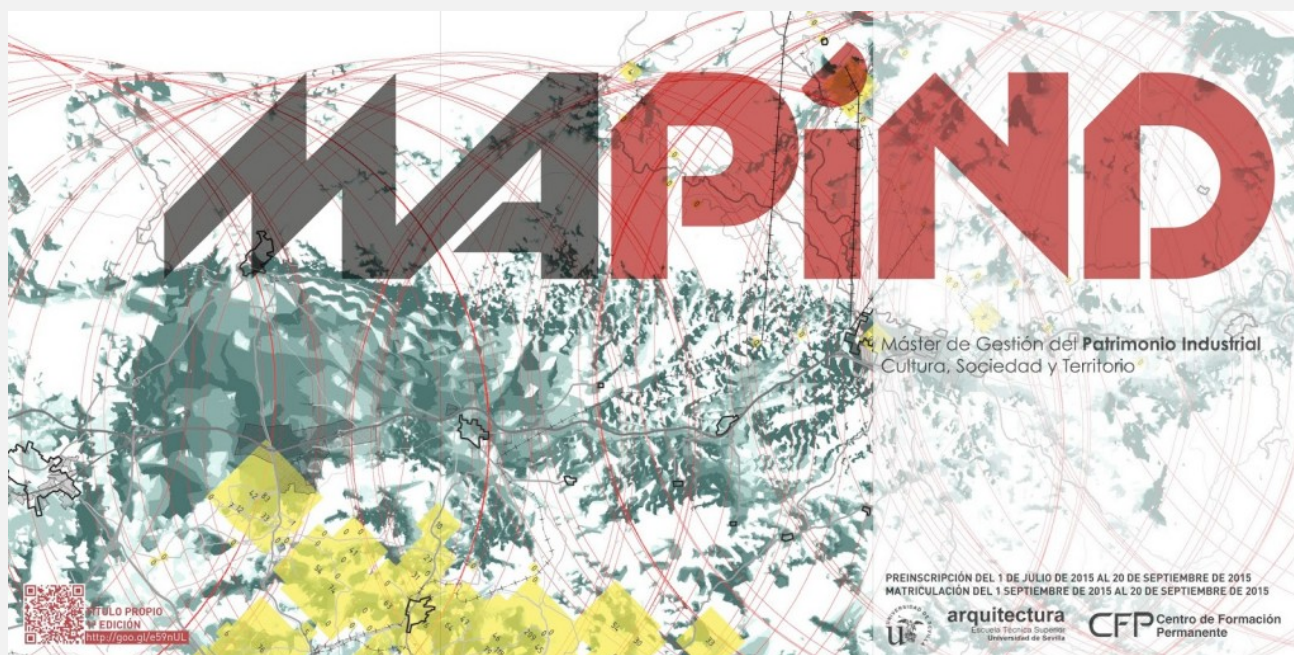 MAPiND
Máster de Gestión del Patrimonio Industrial
Cultura, Sociedad y Territorio
PREINSCRIPCIÓN DEL 1 DE JULIO DE 2015 AL 20 DE SEPTIEMBRE DE 2015
MATRICULACIÓN DEL 1 SEPTIEMBRE DE 2015 AL 20 DE SEPTIEMBRE DE 2015
TÍTULO PROPIO
EDICIÓN
http://goo.gl/e59nUL
arquitectura
Escuela Técnica Superior
Universidad de Sevilla
CFP Centro de Formación
Permanente